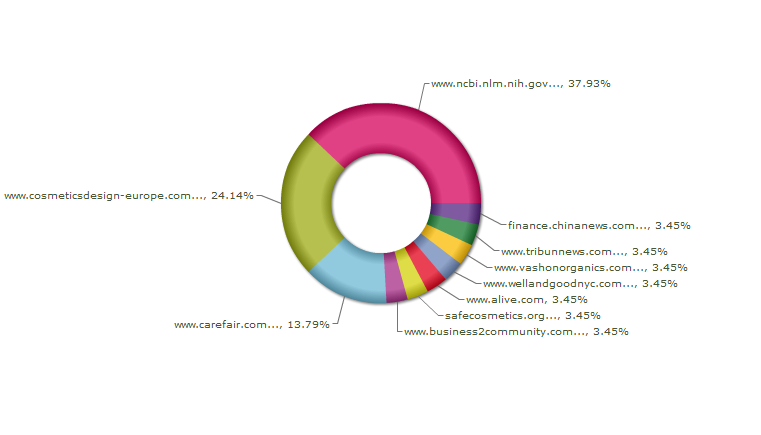 www.ncbi.nlm.nih.gov..., 37.93%
www.cosmeticsdesign-europe.com..., 24.14%
finance.chinanews.com..., 3.45%
www.tribunnews.com..., 3.45%
www.vashonorganics.com..., 3.45%
www.wellandgoodnyc.com..., 3.45%
www.alive.com, 3.45%
safecosmetics.org..., 3.45%
www.carefair.com..., 13.79%
www.business2community.com..., 3.45%